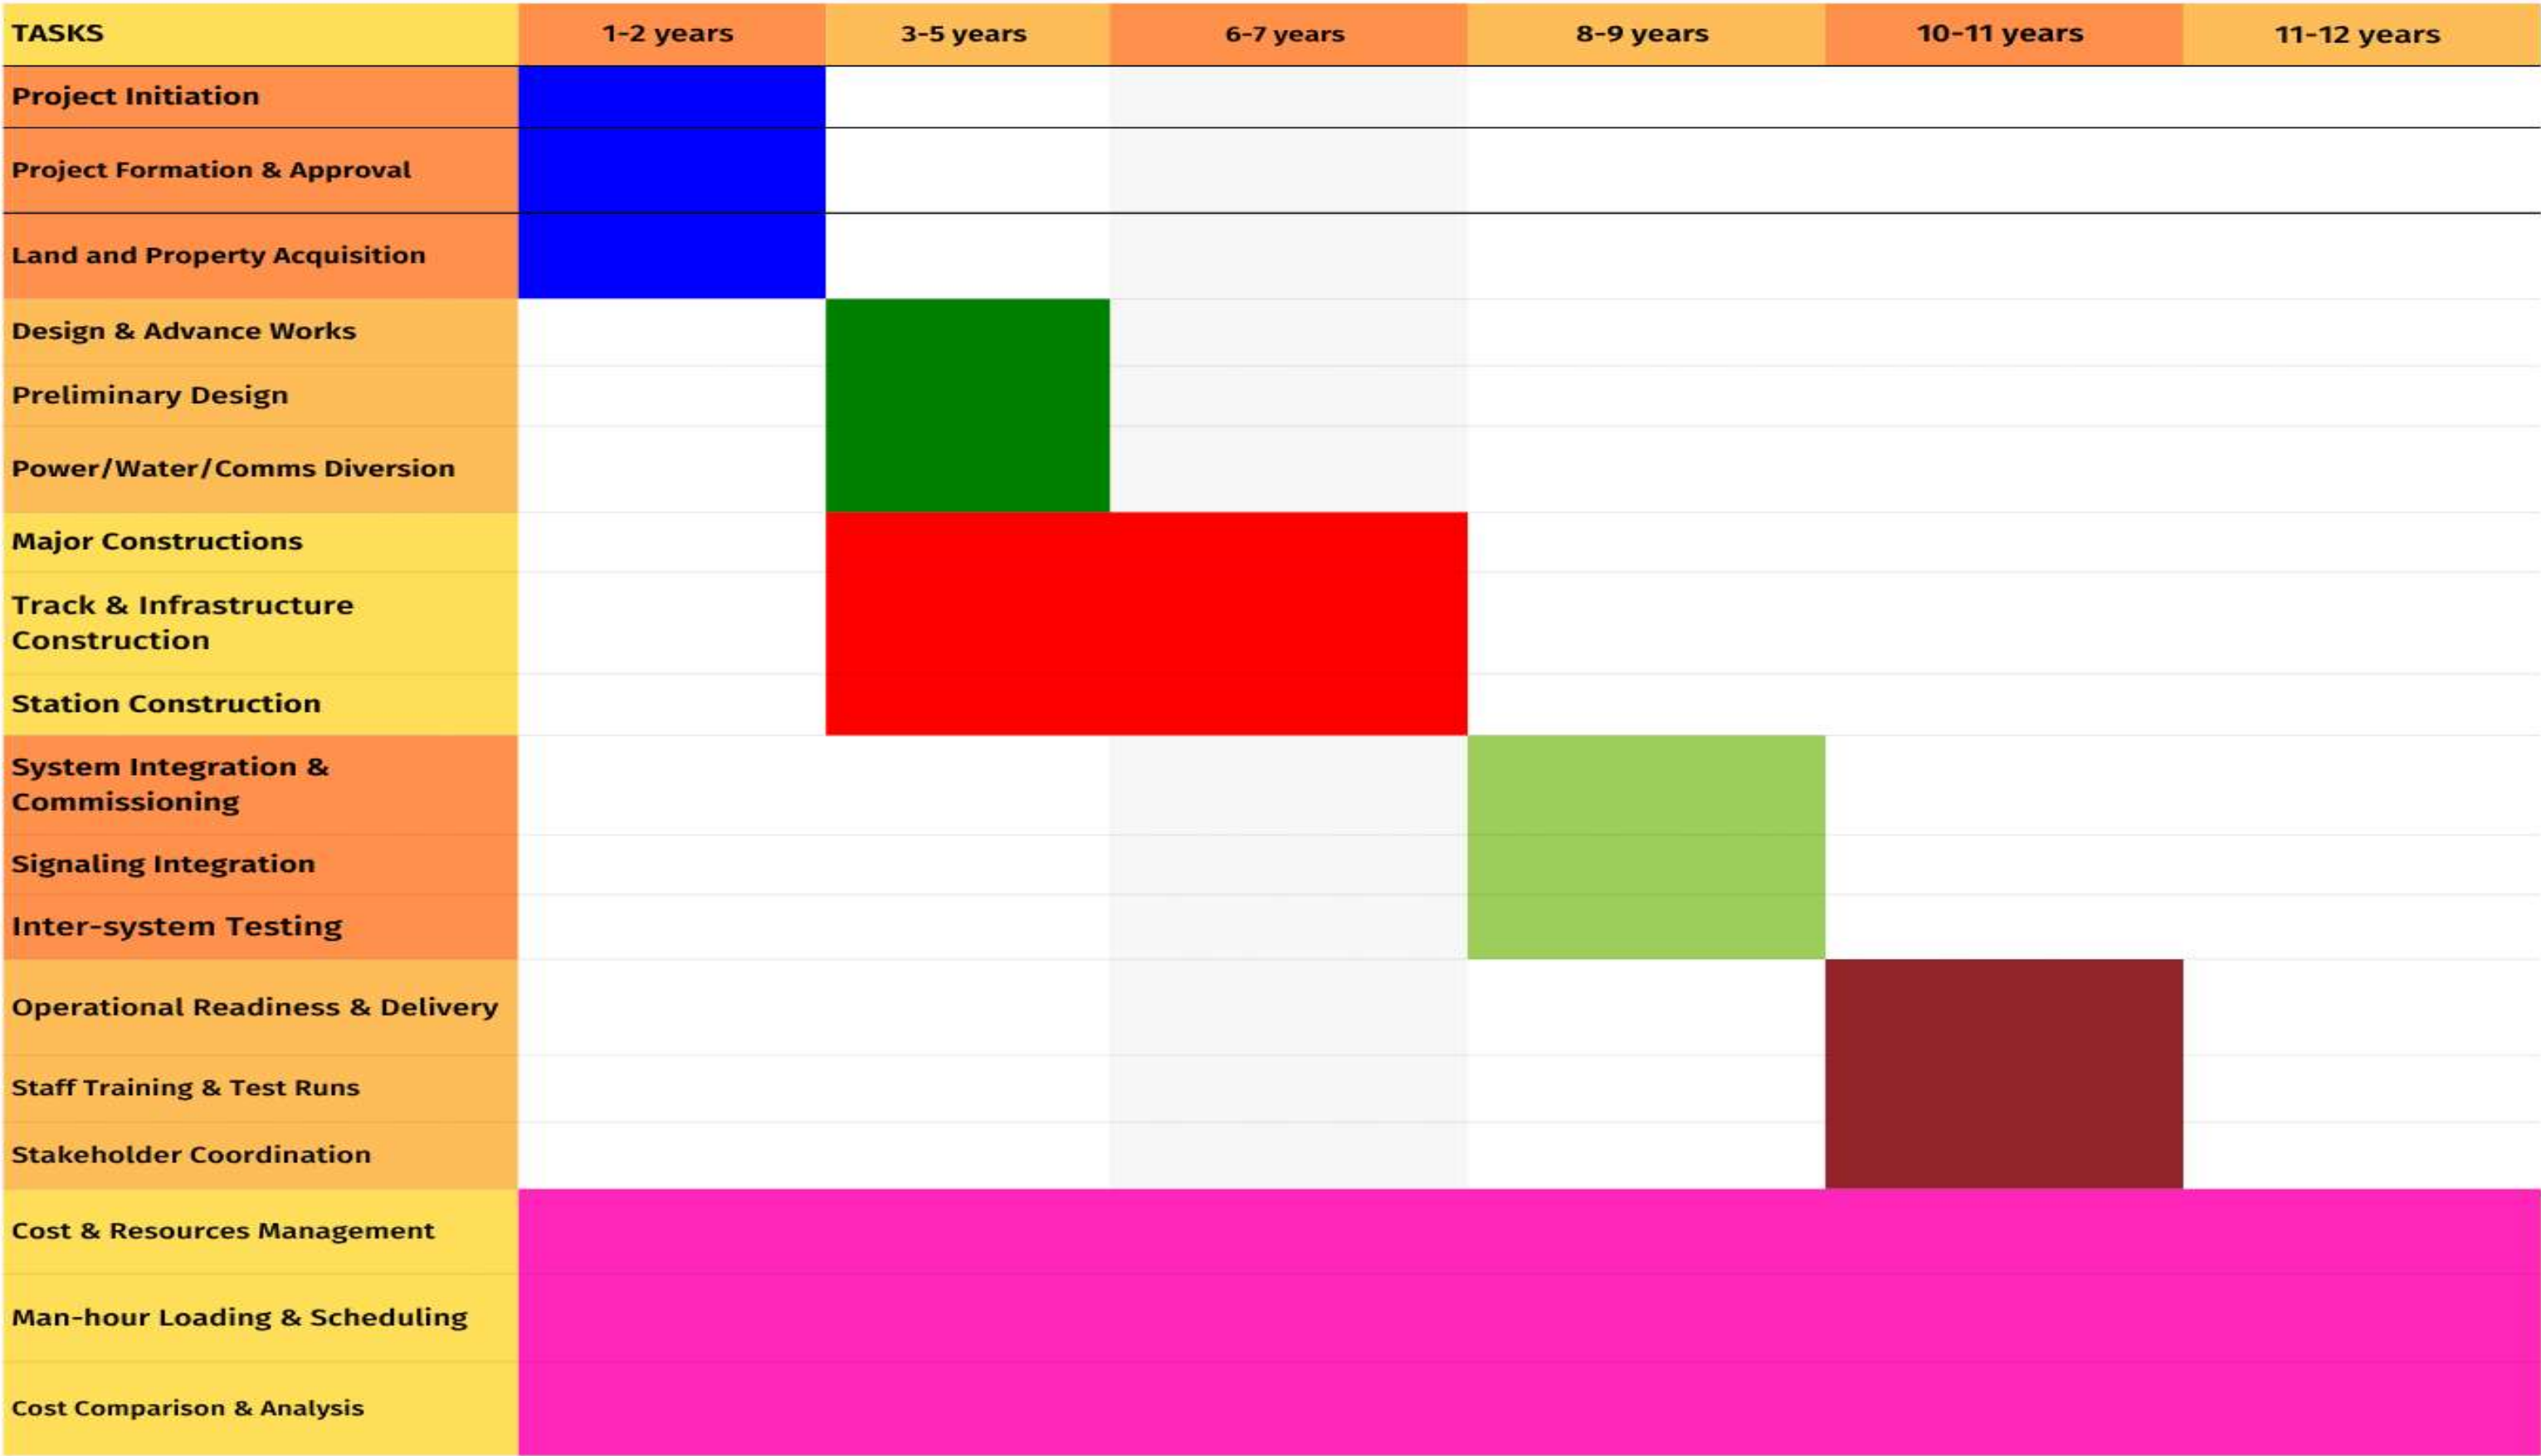 TASKS 1-2 years 3-5 years 6-7 years 8-9 years 10-11 years 11-12 years
Project Initiation
Project Formation & Approval
Land and Property Acquisition
Design & Advance Works
Preliminary Design
Power/Water/Comms Diversion
Major Constructions
Track & Infrastructure
Construction
Station Construction
System Integration &
Commissioning
Signaling Integration
Inter-system Testing
Operational Readiness & Delivery
Staff Training & Test Runs
Stakeholder Coordination
Cost & Resources Management
Man-hour Loading & Scheduling
Cost Comparison & Analysis